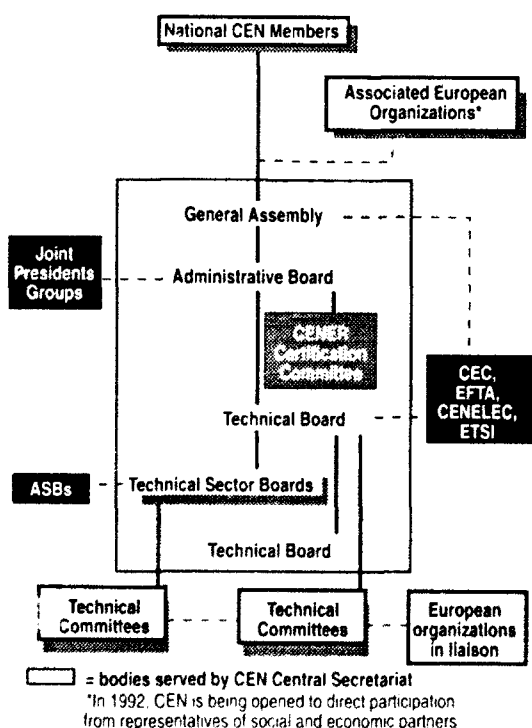 National CEN Members
Associated European
Organizations*
General Assembly
Joint
Presidents
Groups
Administrative Board
CENER
Certification
Committee
CEC,
EFTA,
CENELEC,
ETSI
Technical Board
ASBs
Technical Sector Boards
Technical Board
Technical
Committees
Technical
Committees
European
organizations
in liaison
= bodies served by CEN Central Secretariat
*In 1992, CEN is being opened to direct participation
from representatives of social and economic partners